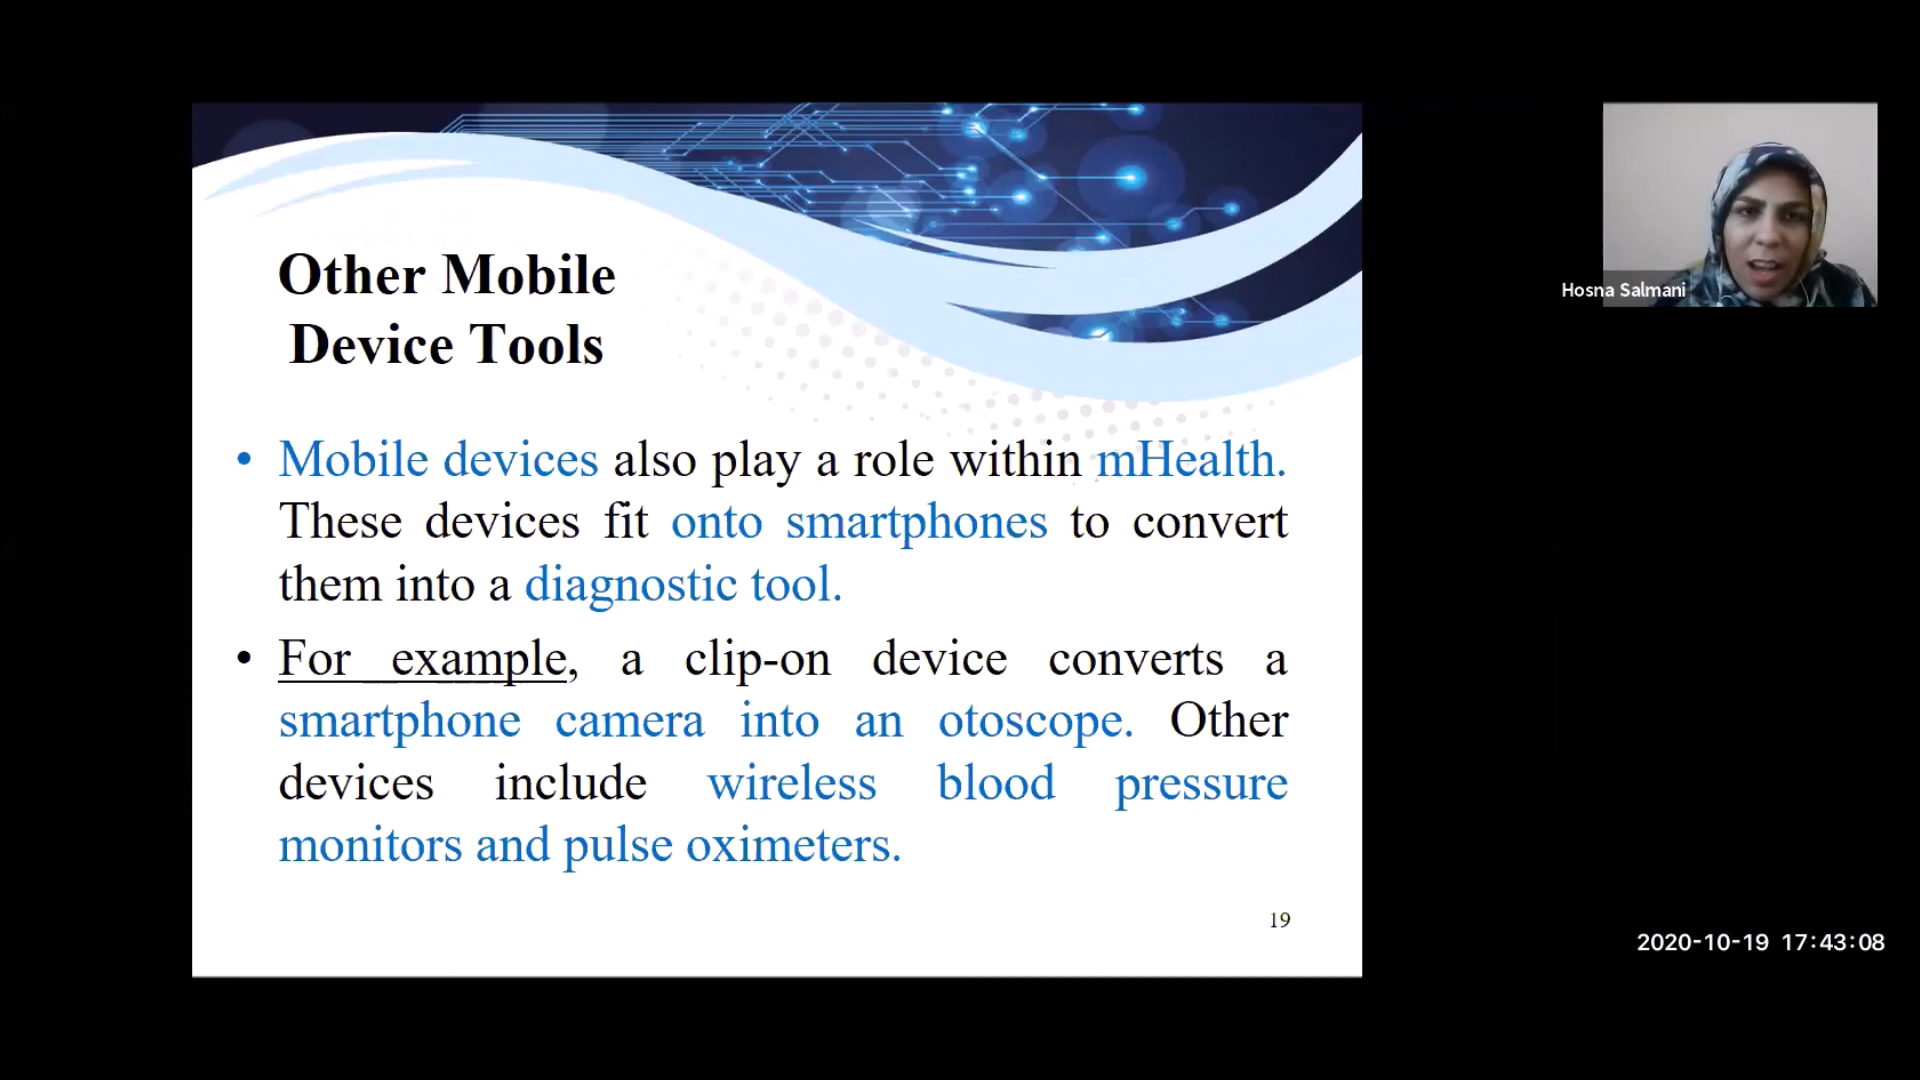 Other Mobile
Device Tools
• Mobile devices also play a role within mHealth.
These devices fit onto smartphones to convert
them into a diagnostic tool.
• For example, a clip-on device converts a
smartphone camera into an otoscope. Other
devices include wireless blood pressure
monitors and pulse oximeters.
19
Hosna Salmani
2020-10-19 17:43:08